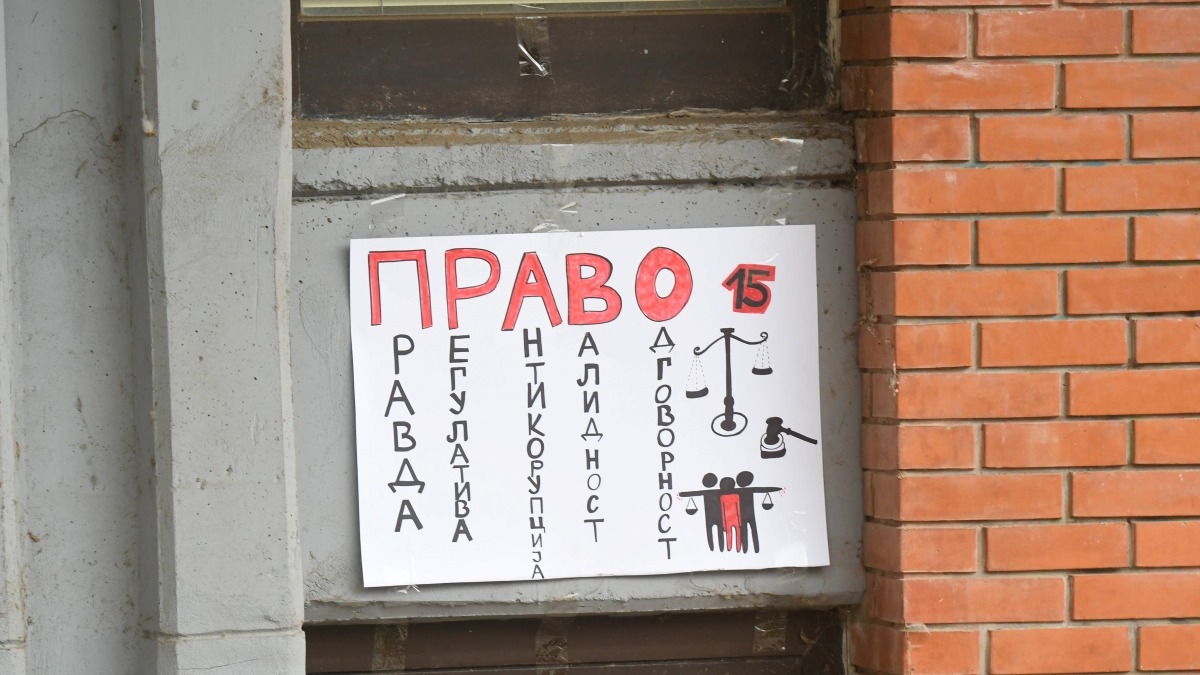 ПРАВО 15
РАВДА
ЕГУЛАТИВА
НТИКОРУПЦИЈА
АЛИДНОСТ
ДГОВОРНОСТ